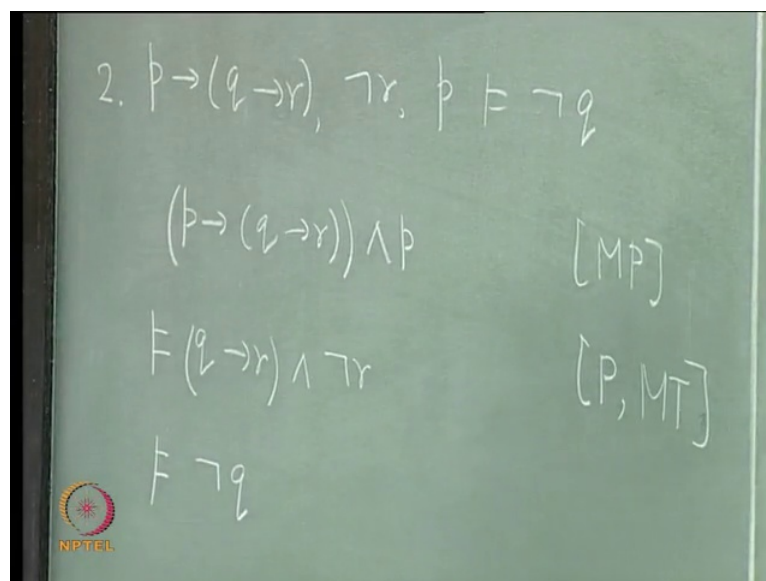 2. p→(q→r), ¬r, p ⊨ ¬q
(p→(q→r))∧p [MP]
⊨(q→r)∧¬r [P, MT]
⊨ ¬q
NPTEL